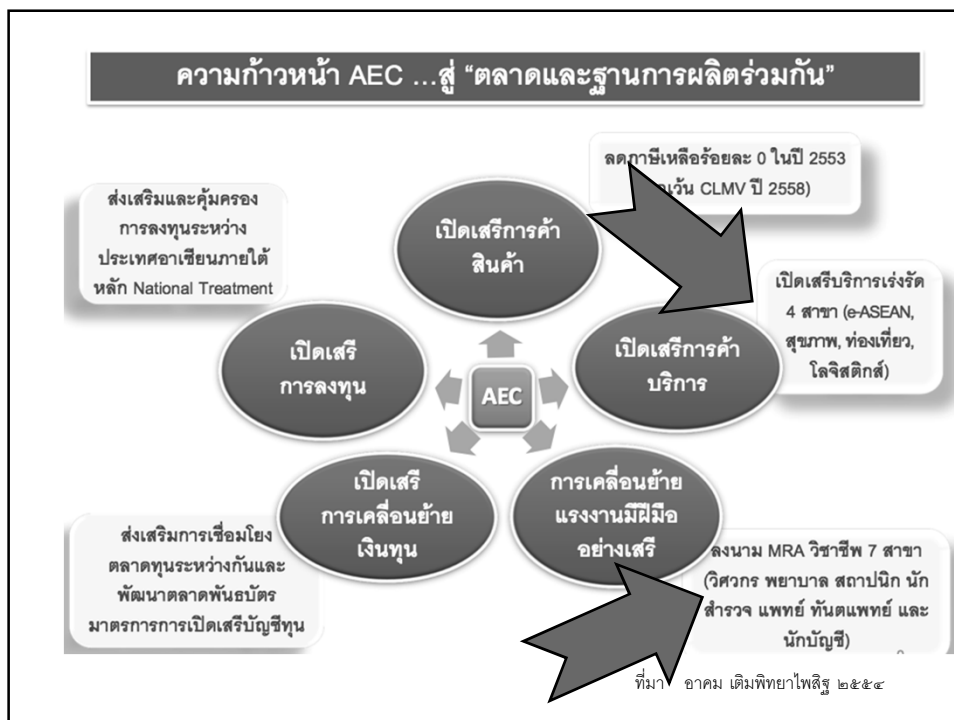 ความก้าวหน้า AEC ...สู่ “ตลาดและฐานการผลิตร่วมกัน”
ลดภาษีเหลือร้อยละ 0 ในปี 2553
เว้น CLMV ปี 2558)
ส่งเสริมและคุ้มครอง
การลงทุนระหว่าง
ประเทศอาเซียนภายใต้
หลัก National Treatment
เปิดเสรีการค้า
สินค้า
เปิดเสรีบริการเร่งรัด
4 สาขา (e-ASEAN,
สุขภาพ, ท่องเที่ยว,
โลจิสติกส์)
เปิดเสรี
การลงทุน
เปิดเสรีการค้า
บริการ
AEC
เปิดเสรี
การเคลื่อนย้าย
เงินทุน
การเคลื่อนย้าย
แรงงานมีฝีมือ
อย่างเสรี
ส่งเสริมการเชื่อมโยง
ตลาดทุนระหว่างกันและ
พัฒนาตลาดพันธบัตร
มาตรการการเปิดเสรีบัญชีทุน
ลงนาม MRA วิชาชีพ 7 สาขา
(วิศวกร พยาบาล สถาปนิก นัก
สำรวจ แพทย์ ทันตแพทย์ และ
นักบัญชี)
ที่มา อาคม เติมพิทยาไพสิฐ ๒๕๕๔